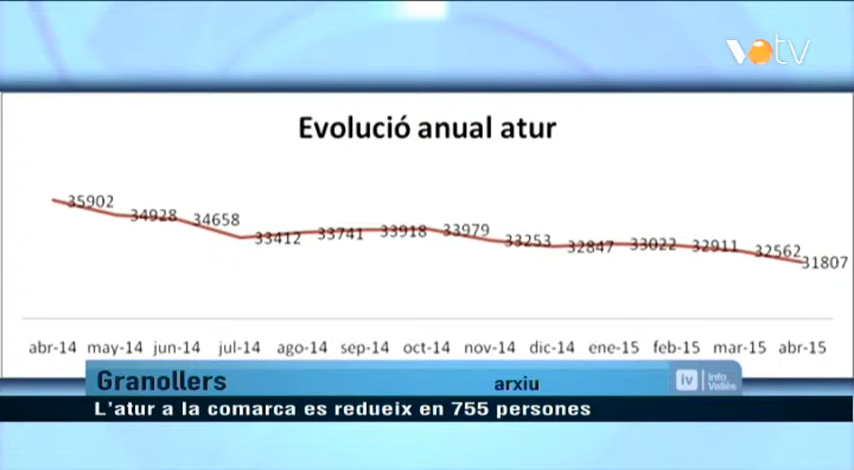 votv
Evolució anual atur
35902
34928
34658
33412
33741
33918
33979
33253
32847
33022
32911
32562
31807
abr-14 may-14 jun-14 jul-14 ago-14 sep-14 oct-14 nov-14 dic-14 ene-15 feb-15 mar-15 abr-15
Granollers arxiu
iv Info
Vallès
L'atur a la comarca es redueix en 755 persones